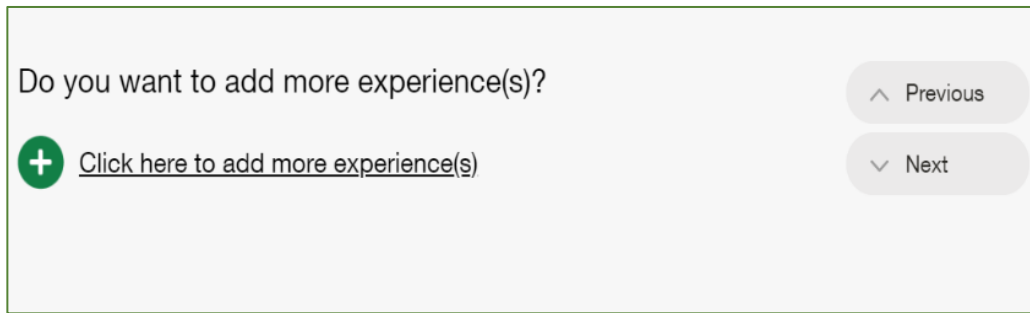 Do you want to add more experience(s)?
Previous
Click here to add more experience(s)
Next